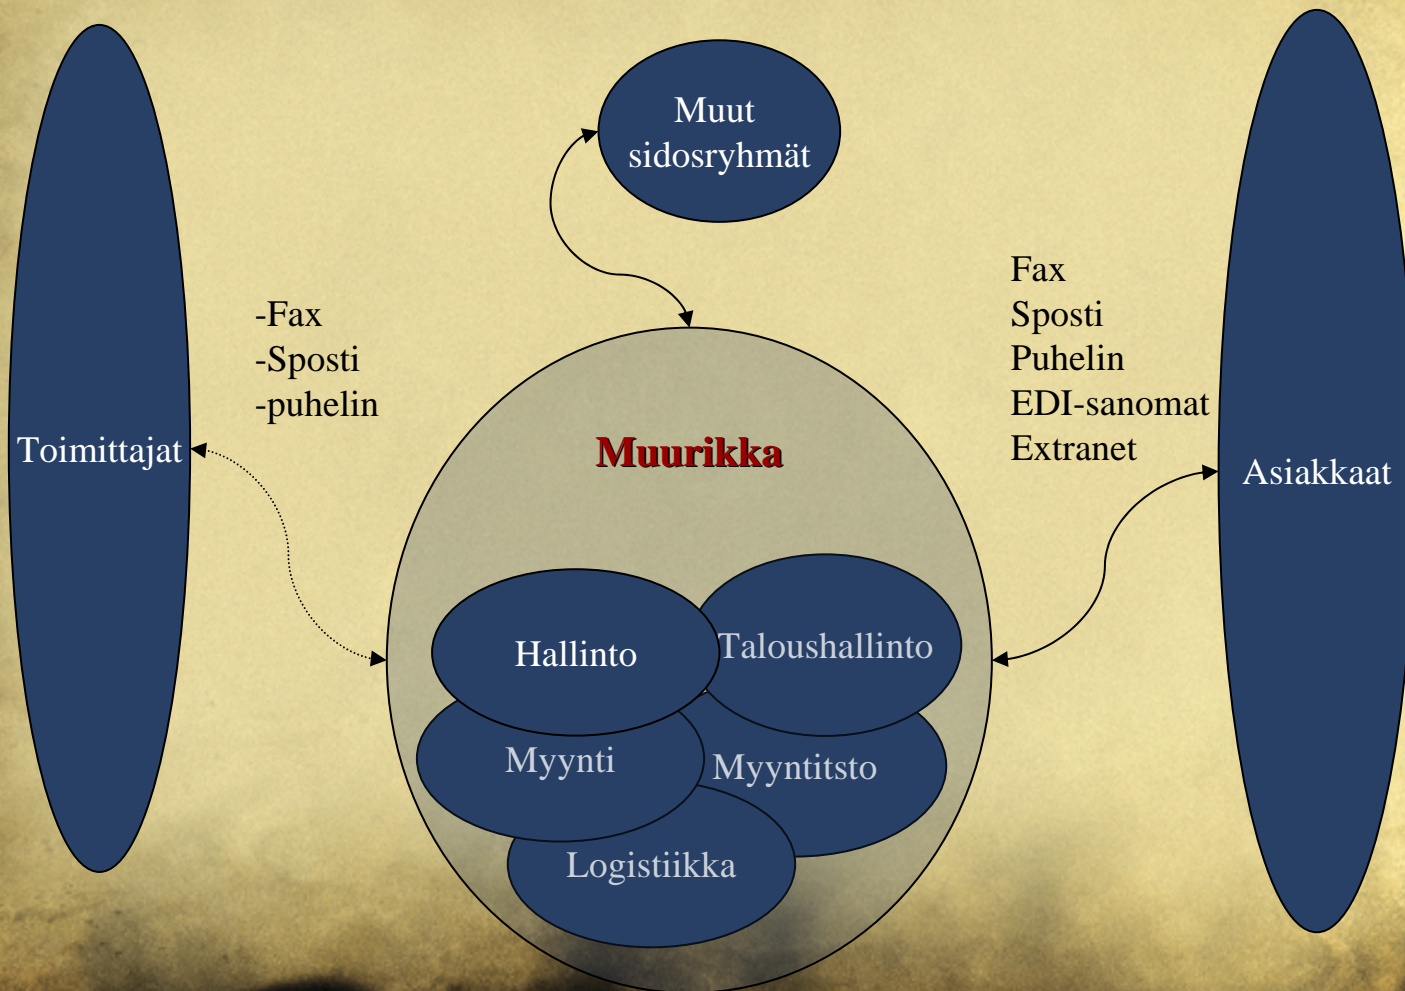 Muut
sidosryhmät
Fax
Sposti
Puhelin
EDI-sanomat
Extranet
-Fax
-Sposti
-puhelin
Toimittajat
Muurikka
Asiakkaat
Hallinto
Taloushallinto
Myynti
Myyntitsto
Logistiikka